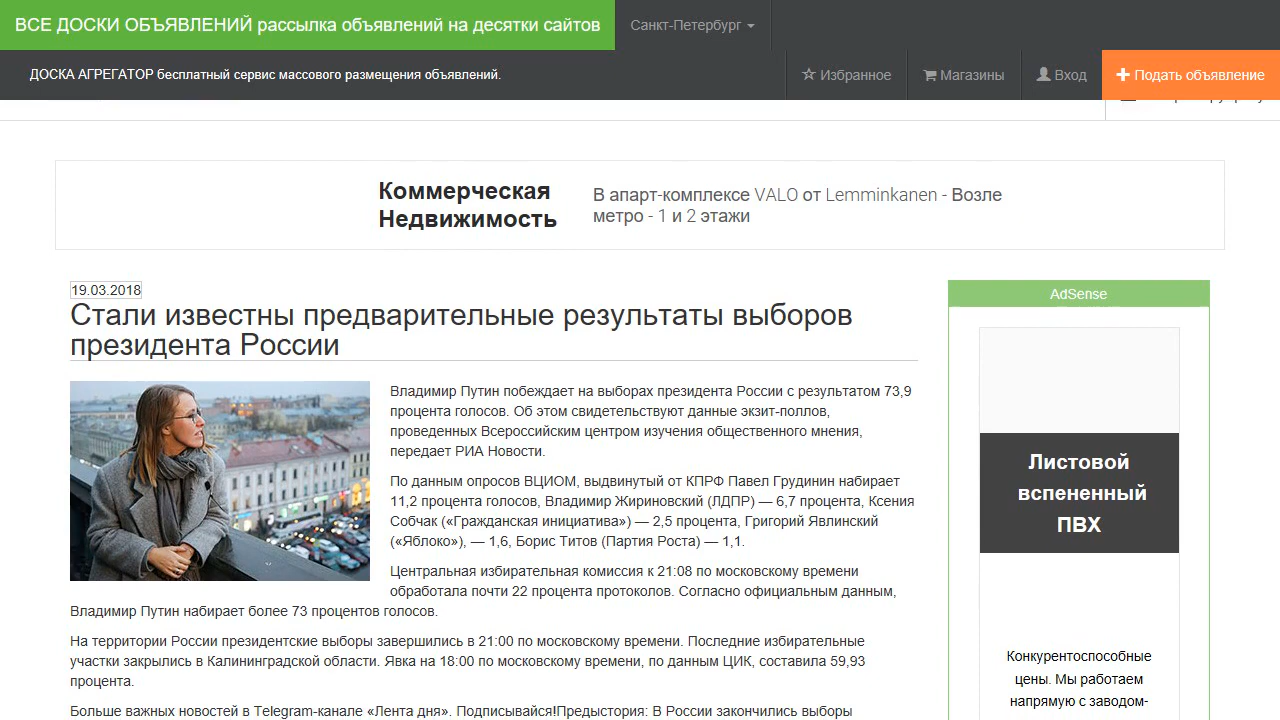 ВСЕ ДОСКИ ОБЪЯВЛЕНИЙ рассылка объявлений на десятки сайтов
Санкт-Петербург
ДОСКА АГРЕГАТОР бесплатный сервис массового размещения объявлений.
Избранное
Магазины
Вход
Подать объявление
Коммерческая
Недвижимость
В апарт-комплексе VALO от Lemminkanen - Возле
метро - 1 и 2 этажи
19.03.2018
Стали известны предварительные результаты выборов
президента России
Владимир Путин побеждает на выборах президента России с результатом 73,9
процента голосов. Об этом свидетельствуют данные экзит-поллов,
проведенных Всероссийским центром изучения общественного мнения,
передает РИА Новости.
По данным опросов ВЦИОМ, выдвинутый от КПРФ Павел Грудинин набирает
11,2 процента голосов, Владимир Жириновский (ЛДПР) — 6,7 процента, Ксения
Собчак («Гражданская инициатива») — 2,5 процента, Григорий Явлинский
(«Яблоко»), — 1,6, Борис Титов (Партия Роста) — 1,1.
Центральная избирательная комиссия к 21:08 по московскому времени
обработала почти 22 процента протоколов. Согласно официальным данным,
Владимир Путин набирает более 73 процентов голосов.
На территории России президентские выборы завершились в 21:00 по московскому времени. Последние избирательные
участки закрылись в Калининградской области. Явка на 18:00 по московскому времени, по данным ЦИК, составила 59,93
процента.
Больше важных новостей в Telegram-канале «Лента дня». Подписывайся!Предыстория: В России закончились выборы
AdSense
Листовой
вспененный
ПВХ
Конкурентоспособные
цены. Мы работаем
напрямую с заводом-